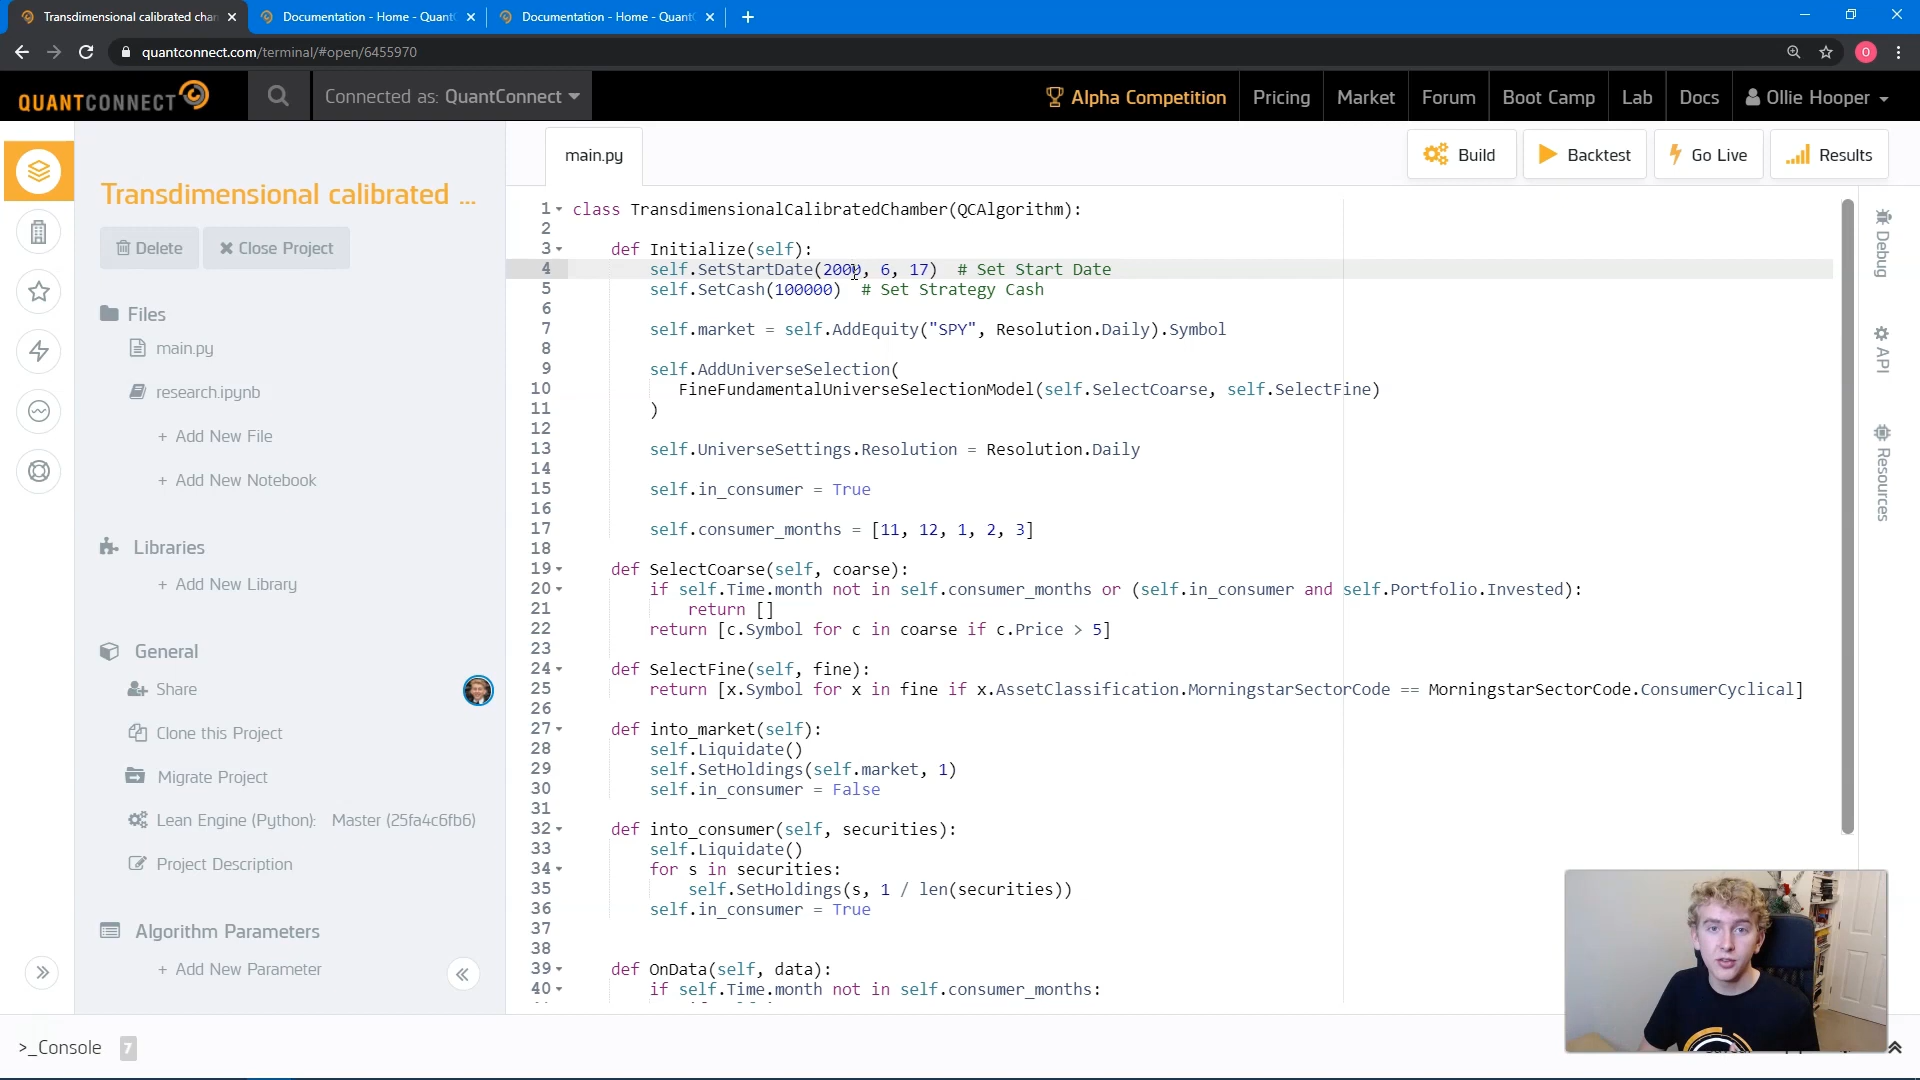 Transdimensional calibrated char
Documentation - Home - QuantC
Documentation - Home - QuantC
quantconnect.com/terminal/#open/6455970
O
QUANTCONNECT
Connected as: QuantConnect
Alpha Competition
Pricing
Market
Forum
Boot Camp
Lab
Docs
Ollie Hooper
Transdimensional calibrated ...
Delete
Close Project
Files
main.py
research.ipynb
+ Add New File
+ Add New Notebook
Libraries
+ Add New Library
General
Share
Clone this Project
Migrate Project
Lean Engine (Python): Master (25fa4c6fb6)
Project Description
Algorithm Parameters
+ Add New Parameter
main.py
Build
Backtest
Go Live
Results
1 class TransdimensionalCalibratedChamber(QCAlgorithm):
2
3 def Initialize(self):
4 self.SetStartDate(2000, 6, 17) # Set Start Date
5 self.SetCash(100000) # Set Strategy Cash
6
7 self.market = self.AddEquity("SPY", Resolution.Daily).Symbol
8
9 self.AddUniverseSelection(
10 FineFundamentalUniverseSelectionModel(self.SelectCoarse, self.SelectFine)
11 )
12
13 self.UniverseSettings.Resolution = Resolution.Daily
14
15 self.in_consumer = True
16
17 self.consumer_months = [11, 12, 1, 2, 3]
18
19 def SelectCoarse(self, coarse):
20 if self.Time.month not in self.consumer_months or (self.in_consumer and self.Portfolio.Invested):
21 return []
22 return [c.Symbol for c in coarse if c.Price > 5]
23
24 def SelectFine(self, fine):
25 return [x.Symbol for x in fine if x.AssetClassification.MorningstarSectorCode == MorningstarSectorCode.ConsumerCyclical]
26
27 def into_market(self):
28 self.Liquidate()
29 self.SetHoldings(self.market, 1)
30 self.in_consumer = False
31
32 def into_consumer(self, securities):
33 self.Liquidate()
34 for s in securities:
35 self.SetHoldings(s, 1 / len(securities))
36 self.in_consumer = True
37
38
39 def OnData(self, data):
40 if self.Time.month not in self.consumer_months:
Debug
API
Resources
>_Console 7